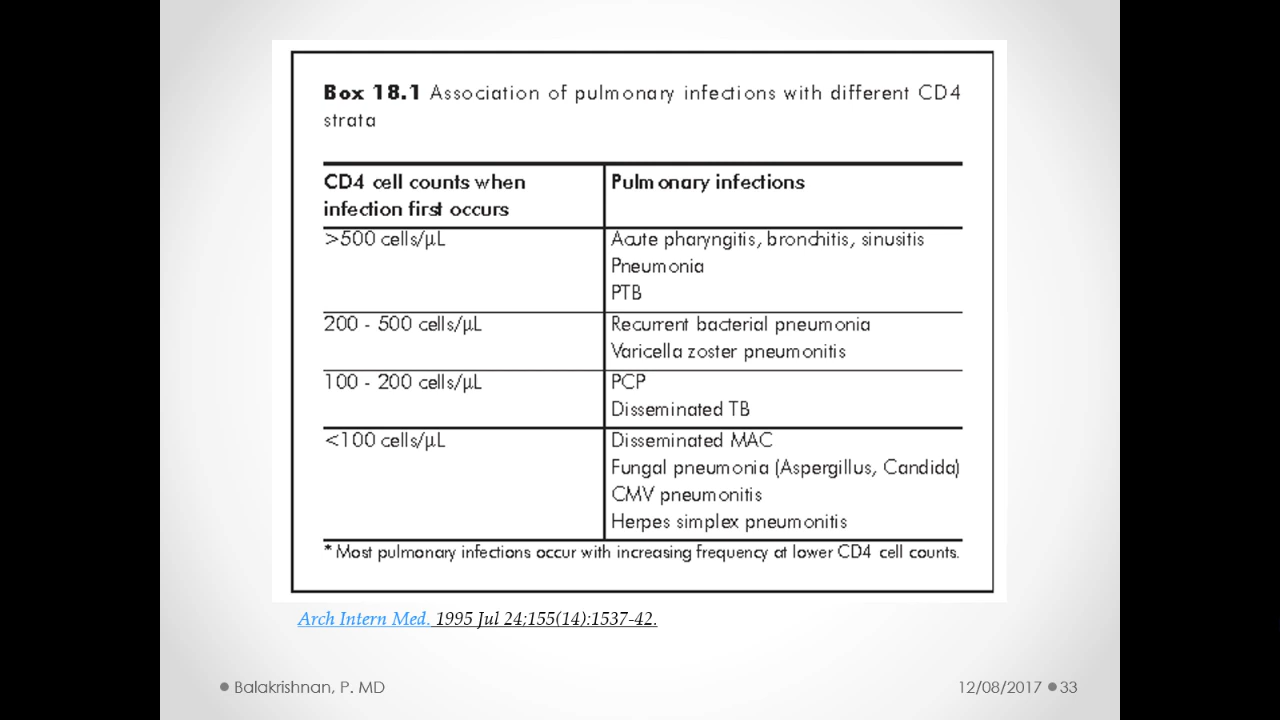 Box 18.1 Association of pulmonary infections with different CD4
strata
CD4 cell counts when
infection first occurs
Pulmonary infections
>500 cells/µL
Acute pharyngitis, bronchitis, sinusitis
Pneumonia
PTB
200 - 500 cells/µL
Recurrent bacterial pneumonia
Varicella zoster pneumonitis
100 - 200 cells/µL
PCP
Disseminated TB
<100 cells/µL
Disseminated MAC
Fungal pneumonia (Aspergillus, Candida)
CMV pneumonitis
Herpes simplex pneumonitis
* Most pulmonary infections occur with increasing frequency at lower CD4 cell counts.
Arch Intern Med. 1995 Jul 24;155(14):1537-42.
● Balakrishnan, P. MD
12/08/2017 ● 33